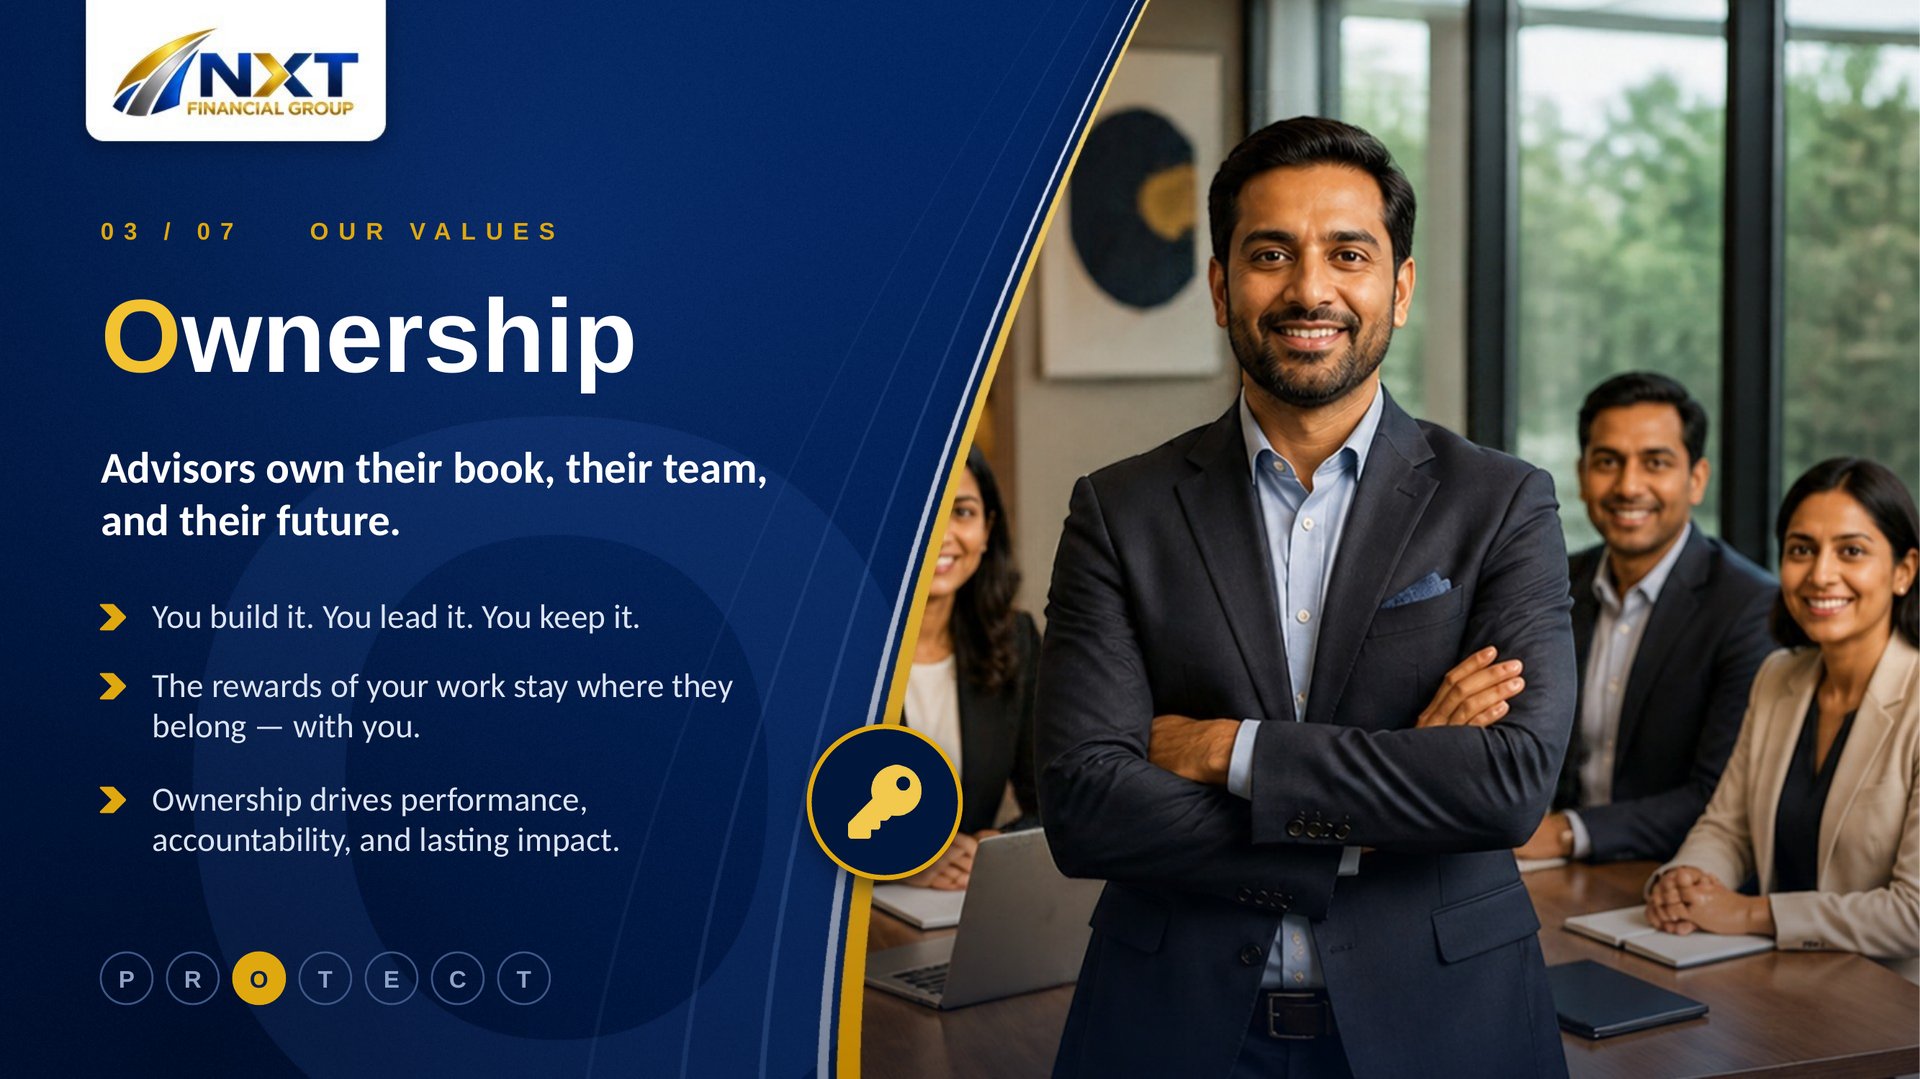 NXT
FINANCIAL GROUP
03 / 07 OUR VALUES
Ownership
Advisors own their book, their team,
and their future.
You build it. You lead it. You keep it.
The rewards of your work stay where they
belong — with you.
Ownership drives performance,
accountability, and lasting impact.
P R O T E C T